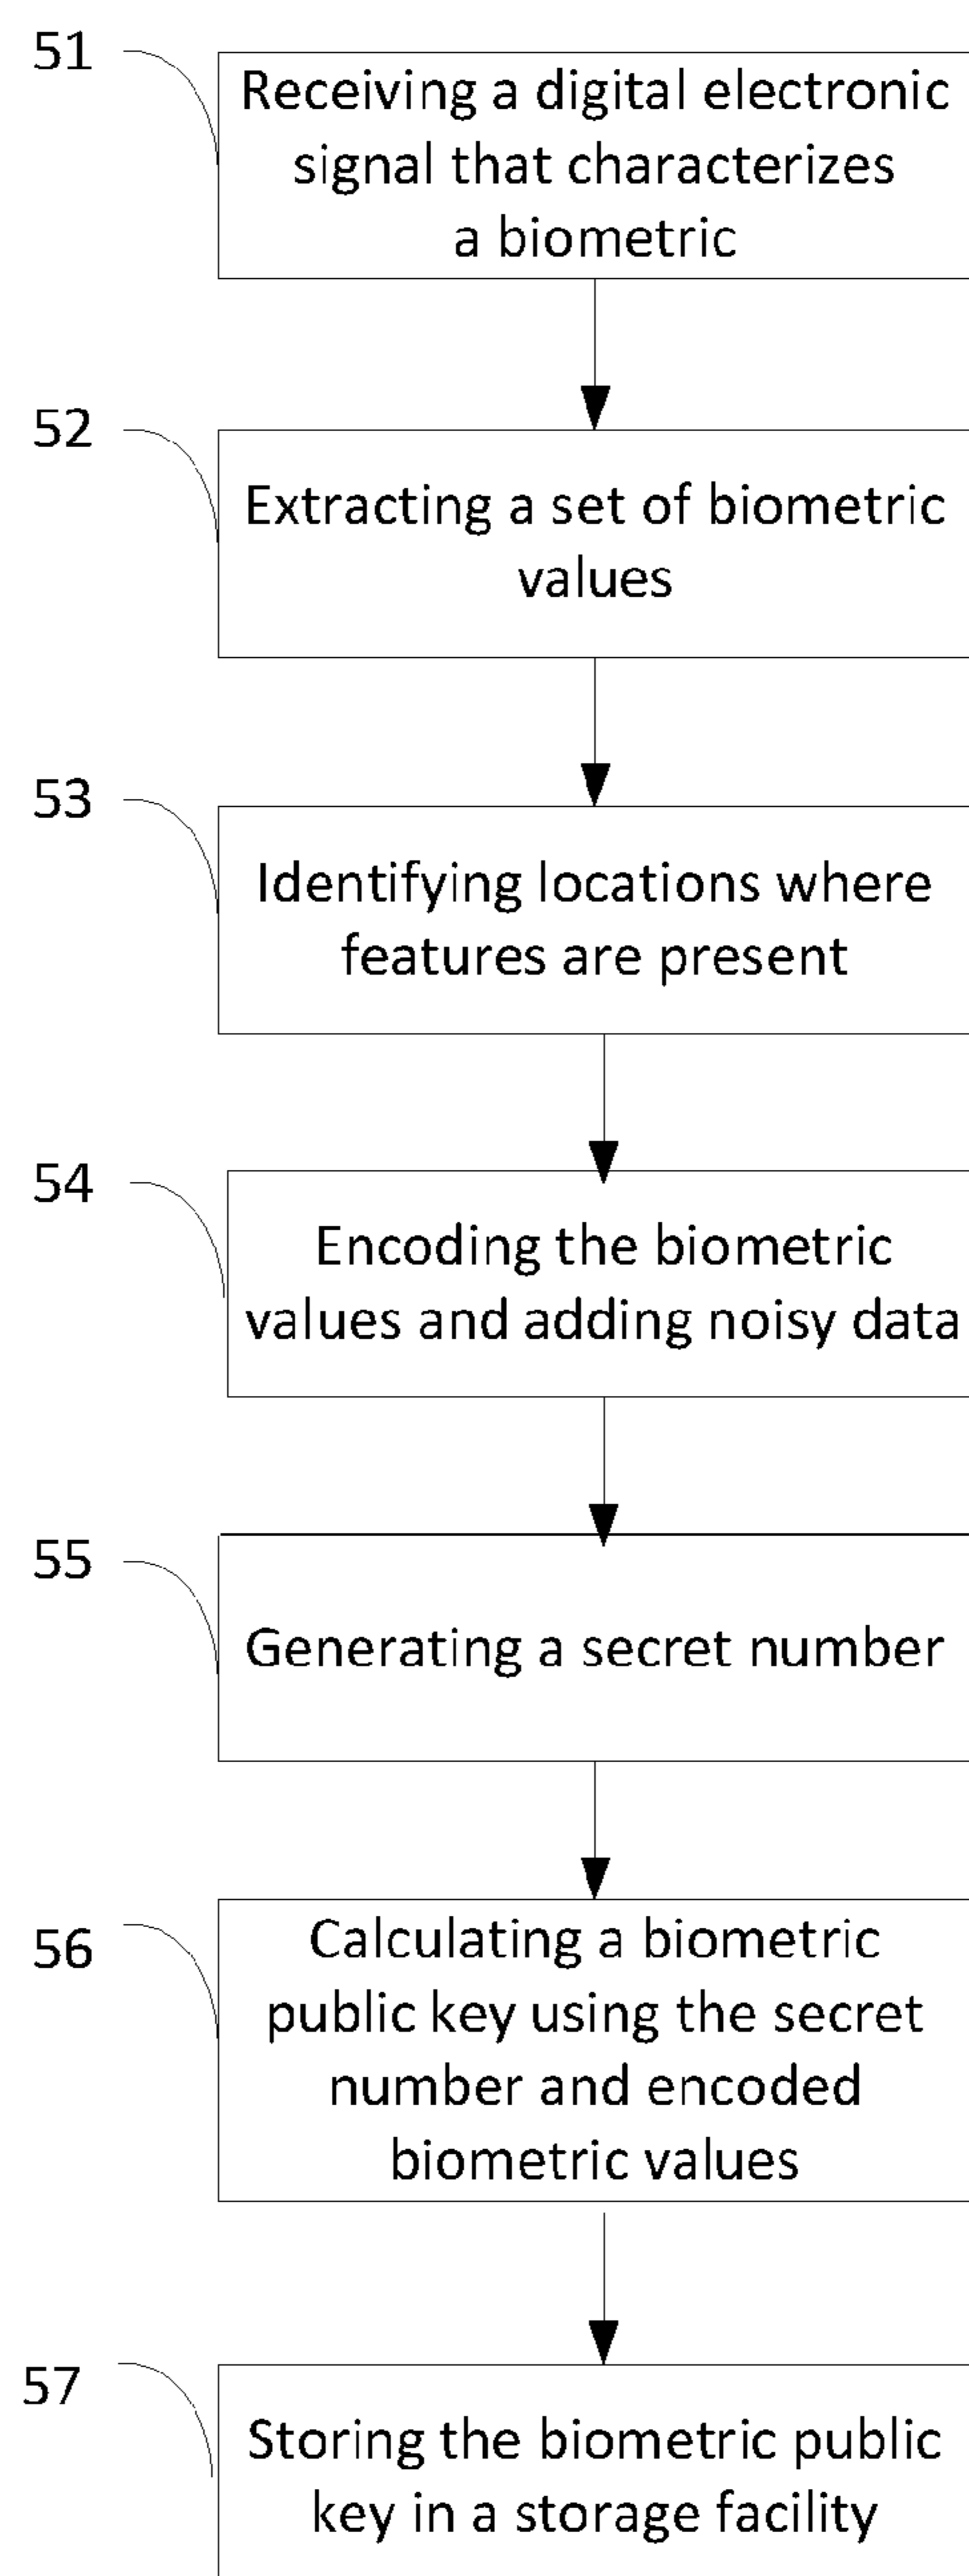 51
Receiving a digital electronic
signal that characterizes
a biometric
52
Extracting a set of biometric
values
53
Identifying locations where
features are present
54
Encoding the biometric
values and adding noisy data
55
Generating a secret number
56
Calculating a biometric
public key using the secret
number and encoded
biometric values
57
Storing the biometric public
key in a storage facility